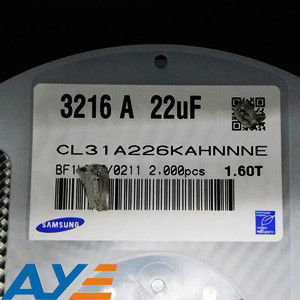 3216 A 22uF
CL31A226KAHNNNE
2,000pcs 1.60T
SAMSUNG
AYE